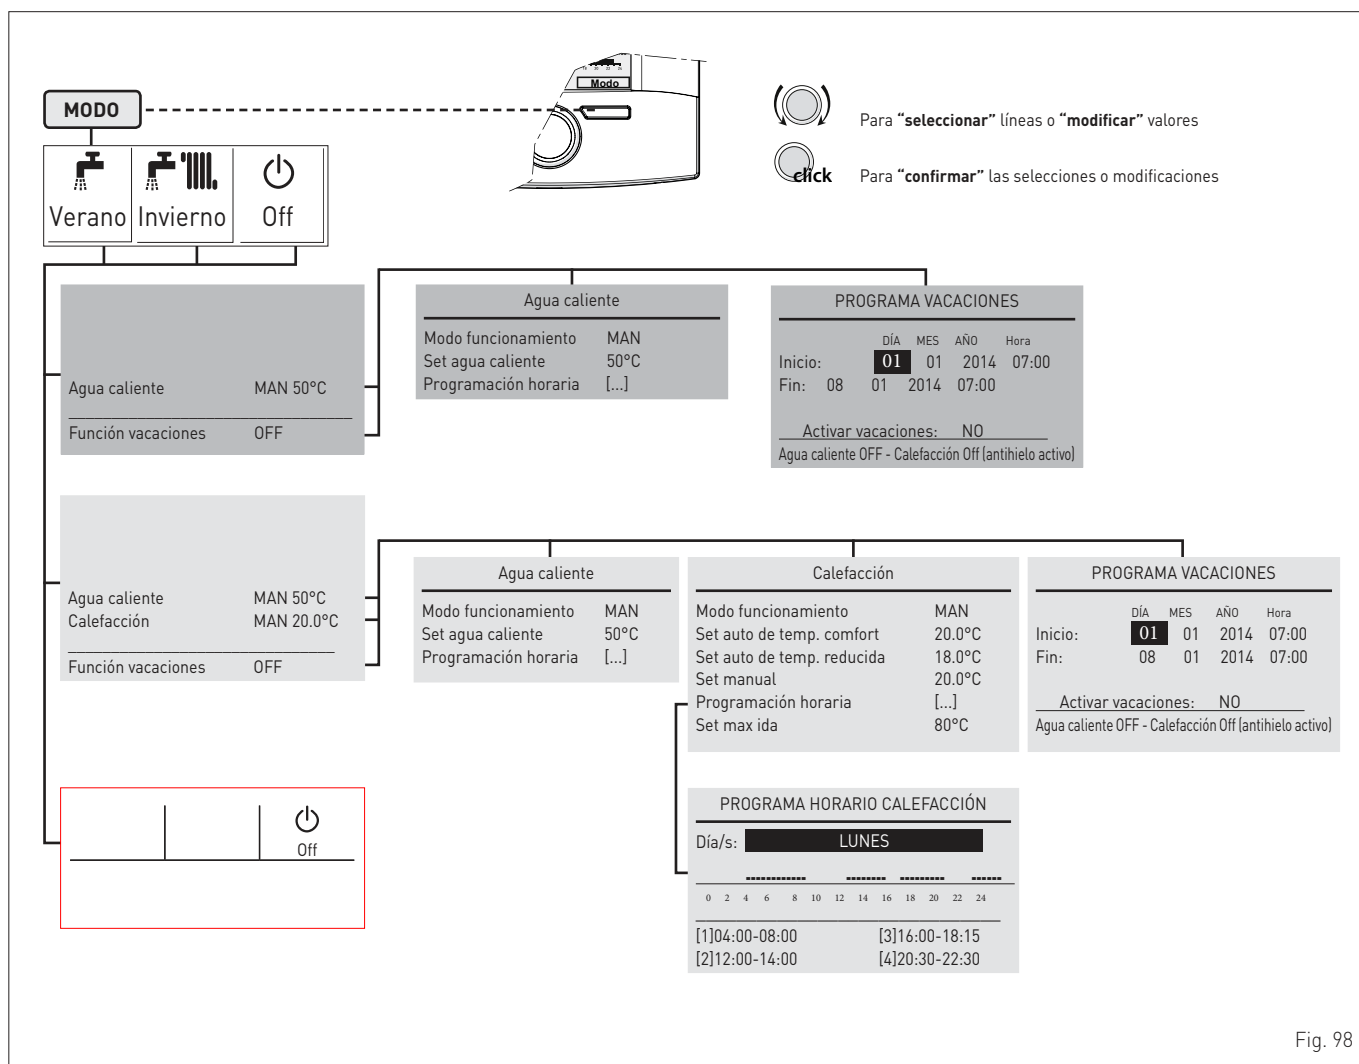 MODO
18 20 22 24
Modo
Para “seleccionar” líneas o “modificar” valores
click
Para “confirmar” las selecciones o modificaciones
Verano Invierno Off
Agua caliente MAN 50°C
Función vacaciones OFF
Agua caliente
Modo funcionamiento MAN
Set agua caliente 50°C
Programación horaria [...]
PROGRAMA VACACIONES
DÍA MES AÑO Hora
Inicio: 01 01 2014 07:00
Fin: 08 01 2014 07:00
Activar vacaciones: NO
Agua caliente OFF - Calefacción Off (antihielo activo)
Agua caliente MAN 50°C
Calefacción MAN 20.0°C
Función vacaciones OFF
Agua caliente
Modo funcionamiento MAN
Set agua caliente 50°C
Programación horaria [...]
Calefacción
Modo funcionamiento MAN
Set auto de temp. comfort 20.0°C
Set auto de temp. reducida 18.0°C
Set manual 20.0°C
Programación horaria [...]
Set max ida 80°C
PROGRAMA VACACIONES
DÍA MES AÑO Hora
Inicio: 01 01 2014 07:00
Fin: 08 01 2014 07:00
Activar vacaciones: NO
Agua caliente OFF - Calefacción Off (antihielo activo)
Off
PROGRAMA HORARIO CALEFACCIÓN
Día/s: LUNES
0 2 4 6 8 10 12 14 16 18 20 22 24
[1]04:00-08:00 [3]16:00-18:15
[2]12:00-14:00 [4]20:30-22:30
Fig. 98